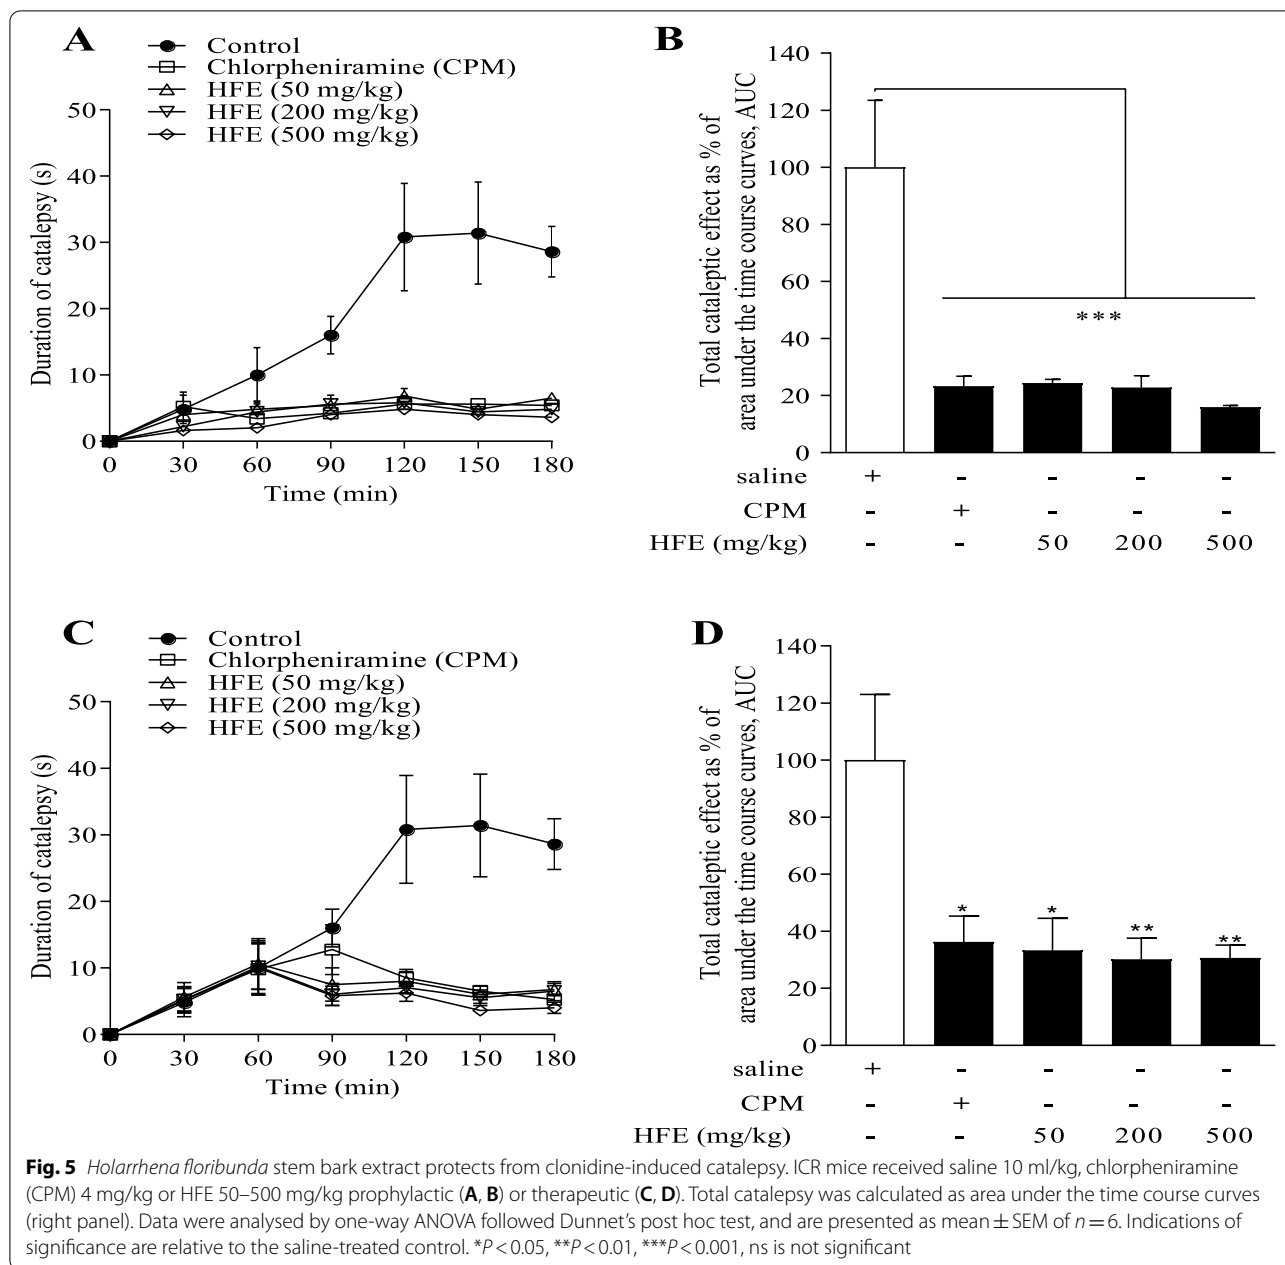 A
Control
Chlorpheniramine (CPM)
HFE (50 mg/kg)
HFE (200 mg/kg)
HFE (500 mg/kg)
Duration of catalepsy (s)
50
40
30
20
10
0
0 30 60 90 120 150 180
Time (min)
B
Total cataleptic effect as % of
area under the time course curves, AUC
140
120
100
80
60
40
20
0
***
saline + - - - -
CPM - + - - -
HFE (mg/kg) - - 50 200 500
C
Control
Chlorpheniramine (CPM)
HFE (50 mg/kg)
HFE (200 mg/kg)
HFE (500 mg/kg)
Duration of catalepsy (s)
50
40
30
20
10
0
0 30 60 90 120 150 180
Time (min)
D
Total cataleptic effect as % of
area under the time course curves, AUC
140
120
100
80
60
40
20
0
* * ** **
saline + - - - -
CPM - + - - -
HFE (mg/kg) - - 50 200 500
Fig. 5 Holarrhena floribunda stem bark extract protects from clonidine-induced catalepsy. ICR mice received saline 10 ml/kg, chlorpheniramine
(CPM) 4 mg/kg or HFE 50–500 mg/kg prophylactic (A, B) or therapeutic (C, D). Total catalepsy was calculated as area under the time course curves
(right panel). Data were analysed by one-way ANOVA followed Dunnet's post hoc test, and are presented as mean ± SEM of n = 6. Indications of
significance are relative to the saline-treated control. *P < 0.05, **P < 0.01, ***P < 0.001, ns is not significant